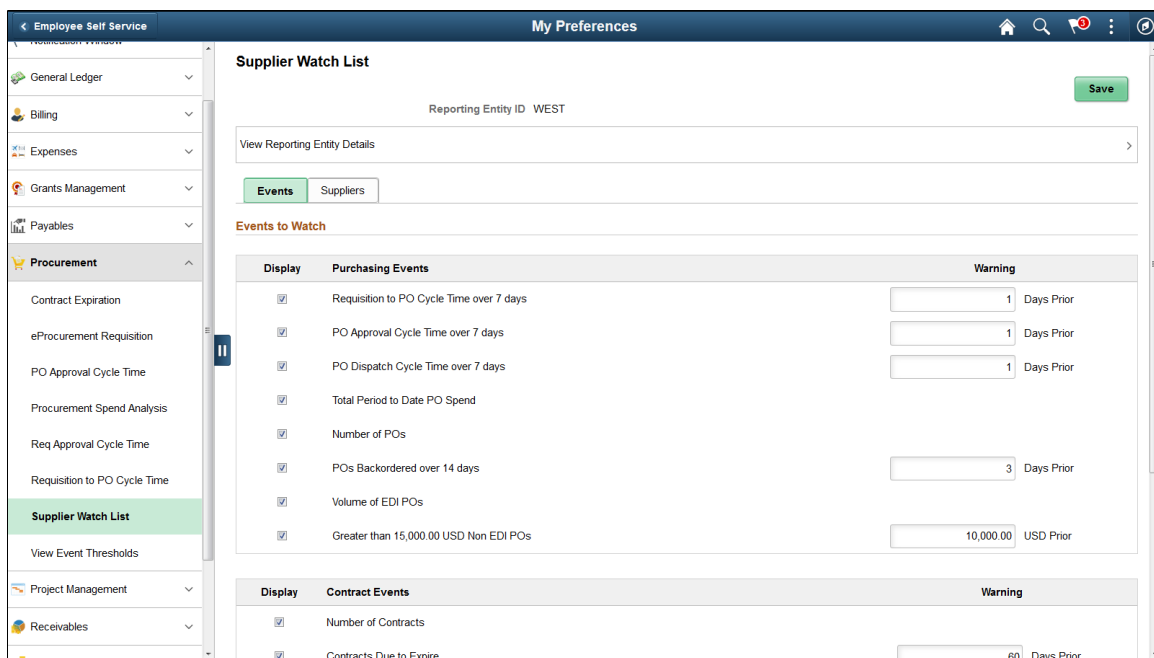 Employee Self Service
My Preferences
3
Notification Window
General Ledger
Billing
Expenses
Grants Management
Payables
Procurement
Contract Expiration
eProcurement Requisition
PO Approval Cycle Time
Procurement Spend Analysis
Req Approval Cycle Time
Requisition to PO Cycle Time
Supplier Watch List
View Event Thresholds
Project Management
Receivables
Supplier Watch List
Save
Reporting Entity ID WEST
View Reporting Entity Details
Events Suppliers
Events to Watch
Display Purchasing Events Warning
Requisition to PO Cycle Time over 7 days 1 Days Prior
PO Approval Cycle Time over 7 days 1 Days Prior
PO Dispatch Cycle Time over 7 days 1 Days Prior
Total Period to Date PO Spend
Number of POs
POs Backordered over 14 days 3 Days Prior
Volume of EDI POs
Greater than 15,000.00 USD Non EDI POs 10,000.00 USD Prior
Display Contract Events Warning
Number of Contracts
Contracts Due to Expire 60 Days Prior